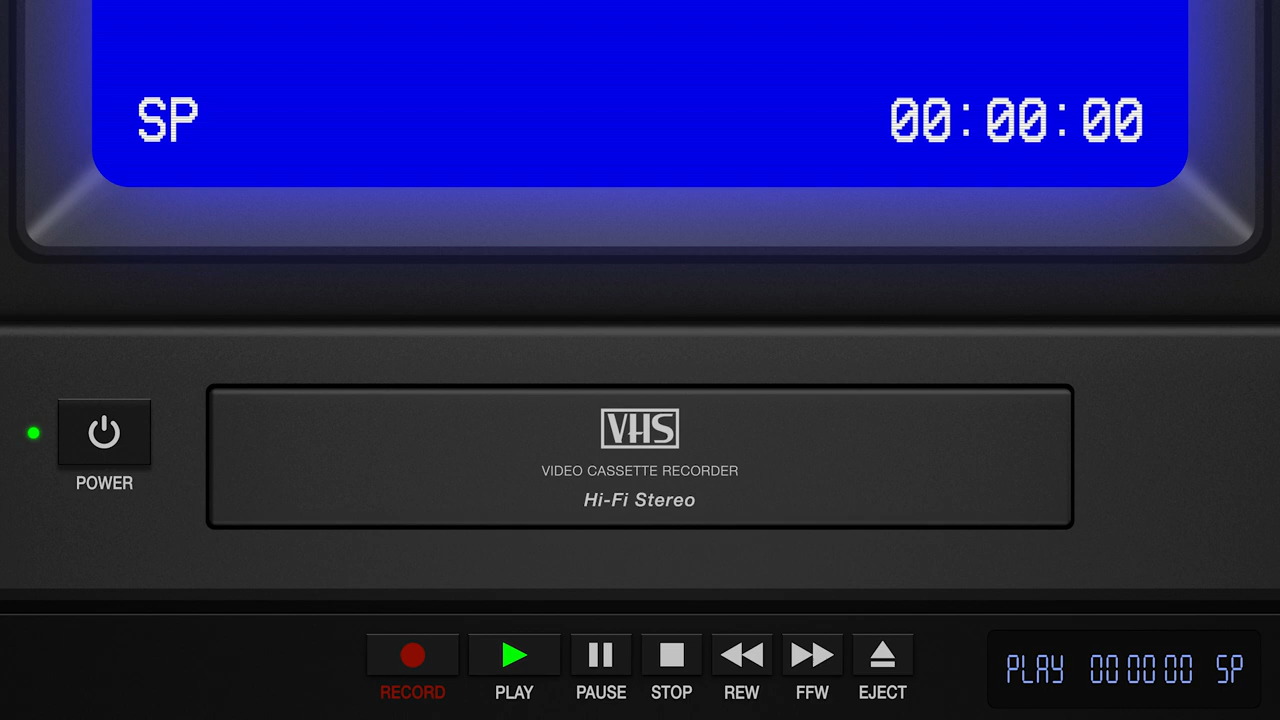 SP 00:00:00
VHS
VIDEO CASSETTE RECORDER
Hi-Fi Stereo
POWER
RECORD PLAY PAUSE STOP REW FFW EJECT
PLAY 00 00 00 SP